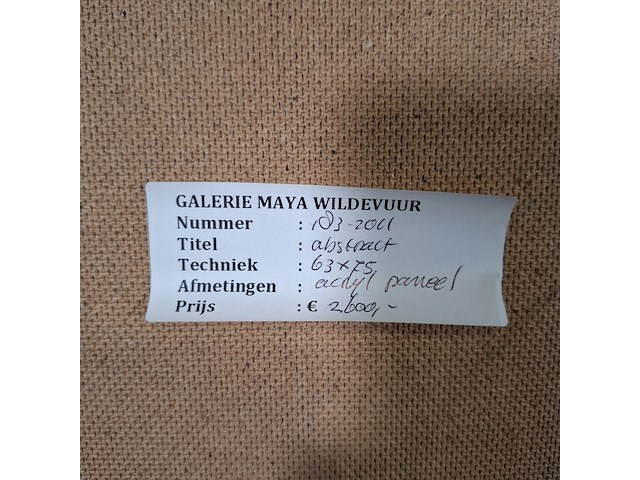 GALERIE MAYA WILDEVUUR
Nummer : 183-2011
Titel : abstract
Techniek : 63x75
Afmetingen : acryl paneel
Prijs : € 2600,-